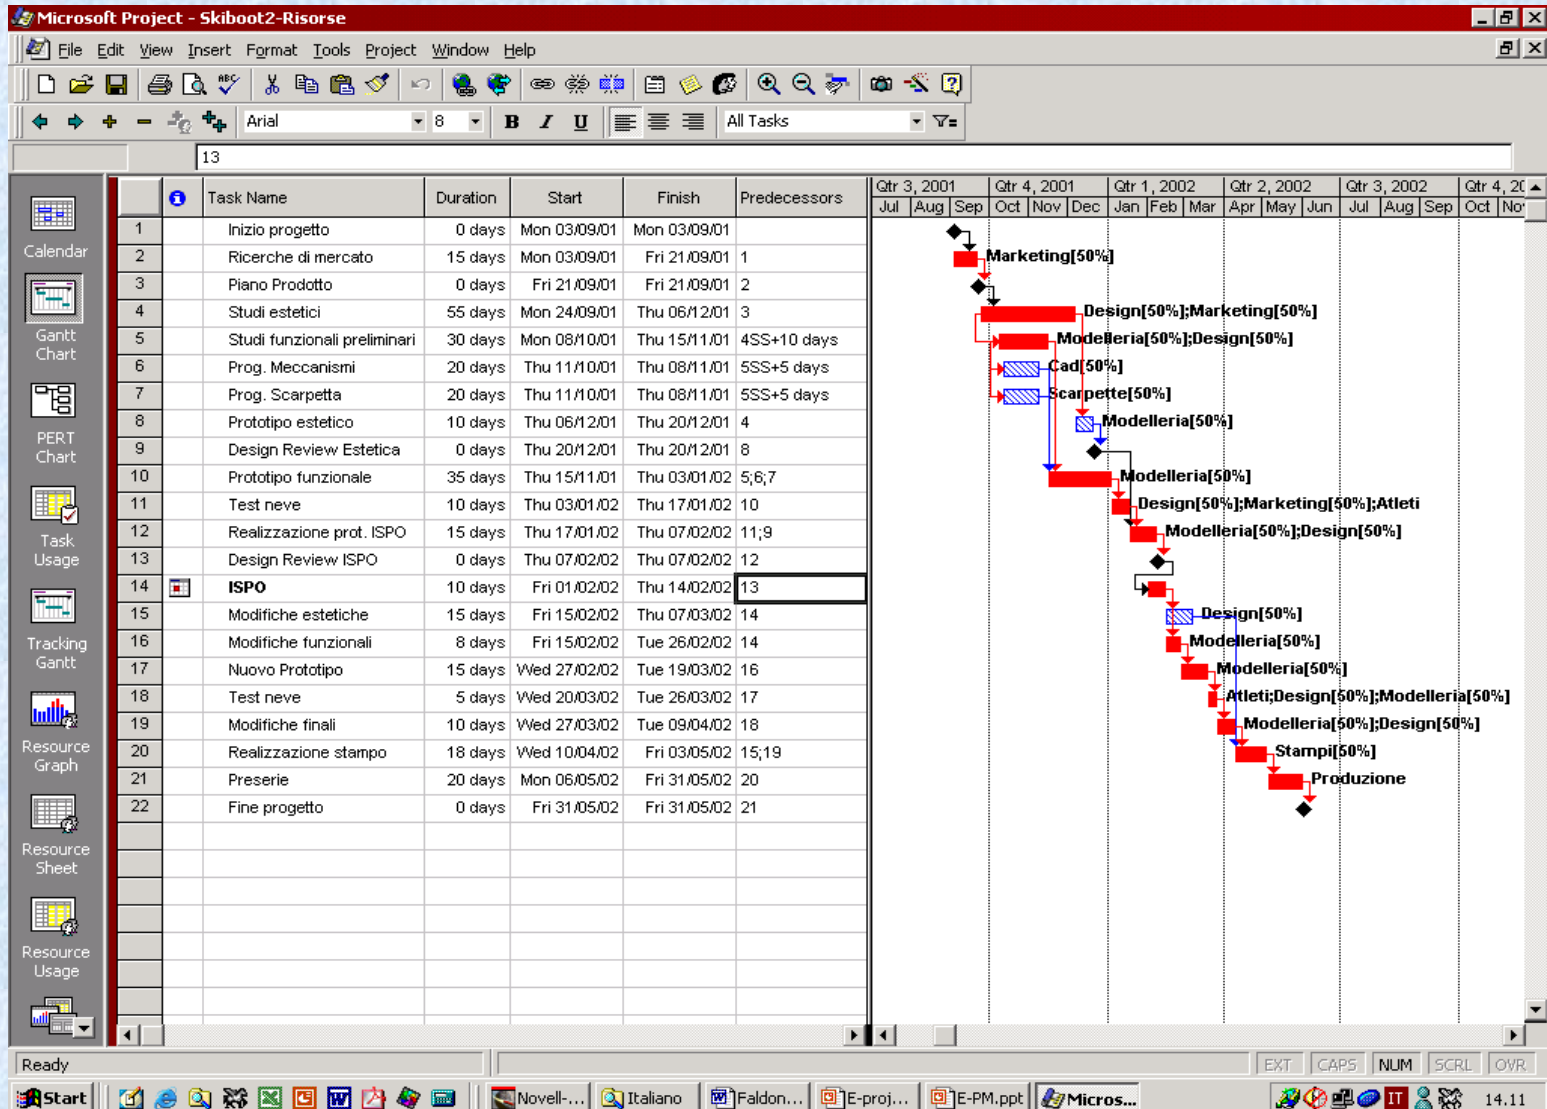 Microsoft Project - Skiboot2-Risorse
File Edit View Insert Format Tools Project Window Help
Arial 8 B I U All Tasks
13
Task Name Duration Start Finish Predecessors
Qtr 3, 2001 Qtr 4, 2001 Qtr 1, 2002 Qtr 2, 2002 Qtr 3, 2002 Qtr 4, 20
Jul Aug Sep Oct Nov Dec Jan Feb Mar Apr May Jun Jul Aug Sep Oct No
1 Inizio progetto 0 days Mon 03/09/01 Mon 03/09/01
2 Ricerche di mercato 15 days Mon 03/09/01 Fri 21/09/01 1 Marketing[50%]
3 Piano Prodotto 0 days Fri 21/09/01 Fri 21/09/01 2
4 Studi estetici 55 days Mon 24/09/01 Thu 06/12/01 3 Design[50%];Marketing[50%]
5 Studi funzionali preliminari 30 days Mon 08/10/01 Thu 15/11/01 4SS+10 days Modelleria[50%];Design[50%]
6 Prog. Meccanismi 20 days Thu 11/10/01 Thu 08/11/01 5SS+5 days Cad[50%]
7 Prog. Scarpetta 20 days Thu 11/10/01 Thu 08/11/01 5SS+5 days Scarpette[50%]
8 Prototipo estetico 10 days Thu 06/12/01 Thu 20/12/01 4 Modelleria[50%]
9 Design Review Estetica 0 days Thu 20/12/01 Thu 20/12/01 8
10 Prototipo funzionale 35 days Thu 15/11/01 Thu 03/01/02 5;6;7 Modelleria[50%]
11 Test neve 10 days Thu 03/01/02 Thu 17/01/02 10 Design[50%];Marketing[50%];Atleti
12 Realizzazione prot. ISPO 15 days Thu 17/01/02 Thu 07/02/02 11;9 Modelleria[50%];Design[50%]
13 Design Review ISPO 0 days Thu 07/02/02 Thu 07/02/02 12
14 ISPO 10 days Fri 01/02/02 Thu 14/02/02 13
15 Modifiche estetiche 15 days Fri 15/02/02 Thu 07/03/02 14 Design[50%]
16 Modifiche funzionali 8 days Fri 15/02/02 Tue 26/02/02 14 Modelleria[50%]
17 Nuovo Prototipo 15 days Wed 27/02/02 Tue 19/03/02 16 Modelleria[50%]
18 Test neve 5 days Wed 20/03/02 Tue 26/03/02 17 Atleti;Design[50%];Modelleria[50%]
19 Modifiche finali 10 days Wed 27/03/02 Tue 09/04/02 18 Modelleria[50%];Design[50%]
20 Realizzazione stampo 18 days Wed 10/04/02 Fri 03/05/02 15;19 Stampi[50%]
21 Preserie 20 days Mon 06/05/02 Fri 31/05/02 20 Produzione
22 Fine progetto 0 days Fri 31/05/02 Fri 31/05/02 21
Calendar
Gantt
Chart
PERT
Chart
Task
Usage
Tracking
Gantt
Resource
Graph
Resource
Sheet
Resource
Usage
Ready EXT CAPS NUM SCRL OVR
Start Novell-... Italiano Faldon... E-proj... E-PM.ppt Micros... IT 14.11